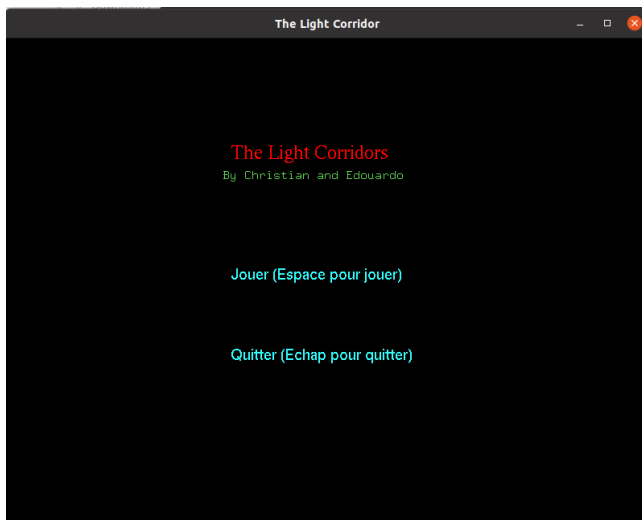 The Light Corridor
The Light Corridors
By Christian and Edouardo
Jouer (Espace pour jouer)
Quitter (Echap pour quitter)